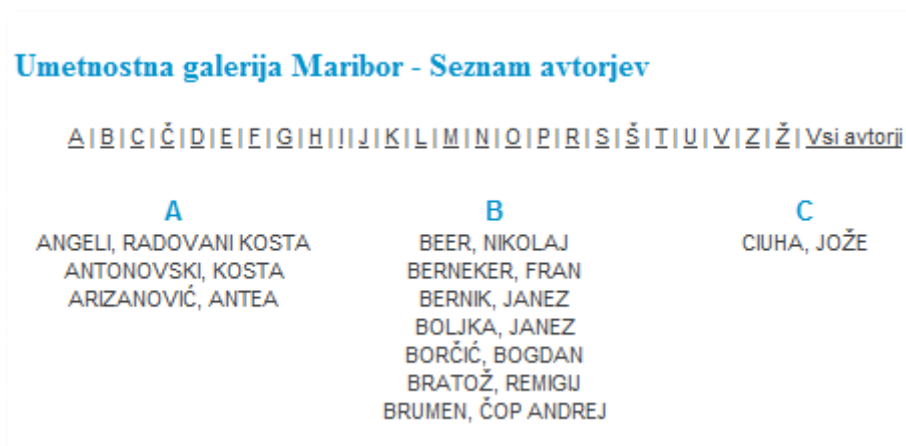 Umetnostna galerija Maribor - Seznam avtorjev
A | B | C | Č | D | E | F | G | H | I | J | K | L | M | N | O | P | R | S | Š | T | U | V | Z | Ž | Vsi avtorji
A
ANGELI, RADOVANI KOSTA
ANTONOVSKI, KOSTA
ARIZANOVIĆ, ANTEA
B
BEER, NIKOLAJ
BERNEKER, FRAN
BERNIK, JANEZ
BOLJKA, JANEZ
BORČIĆ, BOGDAN
BRATOŽ, REMIGIJ
BRUMEN, ČOP ANDREJ
C
CIUHA, JOŽE